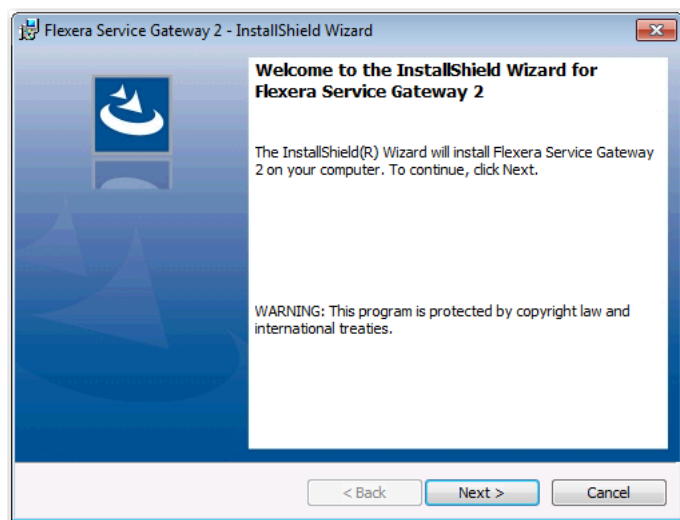 Flexera Service Gateway 2 - InstallShield Wizard
Welcome to the InstallShield Wizard for
Flexera Service Gateway 2
The InstallShield(R) Wizard will install Flexera Service Gateway
2 on your computer. To continue, click Next.
WARNING: This program is protected by copyright law and
international treaties.
< Back Next > Cancel